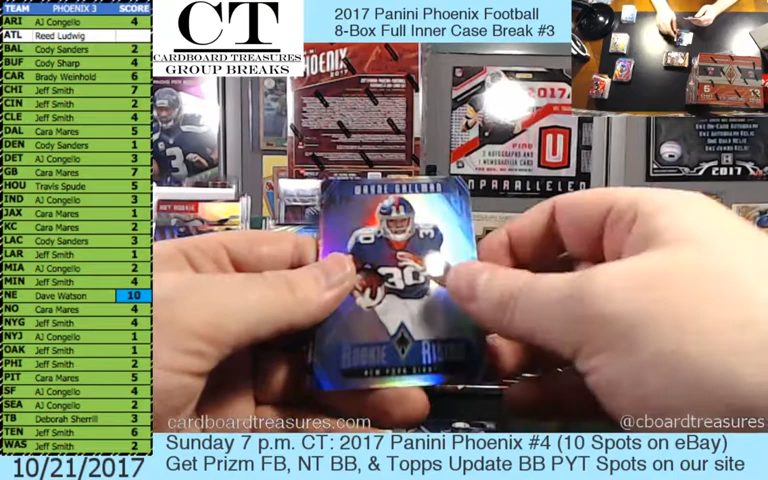 TEAM PHOENIX 3 SCORE
ARI AJ Congello 4
ATL Reed Ludwig
BAL Cody Sanders 2
BUF Cody Sharp 4
CAR Brady Weinhold 6
CHI Jeff Smith 7
CIN Jeff Smith 2
CLE Jeff Smith 4
DAL Cara Mares 5
DEN Cody Sanders 1
DET AJ Congello 3
GB Cara Mares 7
HOU Travis Spude 5
IND AJ Congello 3
JAX Cara Mares 1
KC Cara Mares 2
LAC Cody Sanders 3
LAR Jeff Smith 1
MIA AJ Congello 2
MIN Jeff Smith 4
NE Dave Watson 10
NO Cara Mares 4
NYG Jeff Smith 4
NYJ AJ Congello 1
OAK Jeff Smith 1
PHI Jeff Smith 2
PIT Cara Mares 5
SF AJ Congello 4
SEA AJ Congello 2
TB Deborah Sherrill 3
TEN Jeff Smith 6
WAS Jeff Smith 2
10/21/2017
CT
CARDBOARD TREASURES
GROUP BREAKS
2017 Panini Phoenix Football
8-Box Full Inner Case Break #3
PHOENIX
2017
2017
U
UNPARALLELED
2017
WAYNE GALLMAN
30 30
30
ROOKIE RISING
NEW YORK GIANTS
cardboardtreasures.com
@cboardtreasures
Sunday 7 p.m. CT: 2017 Panini Phoenix #4 (10 Spots on eBay)
Get Prizm FB, NT BB, & Topps Update BB PYT Spots on our site